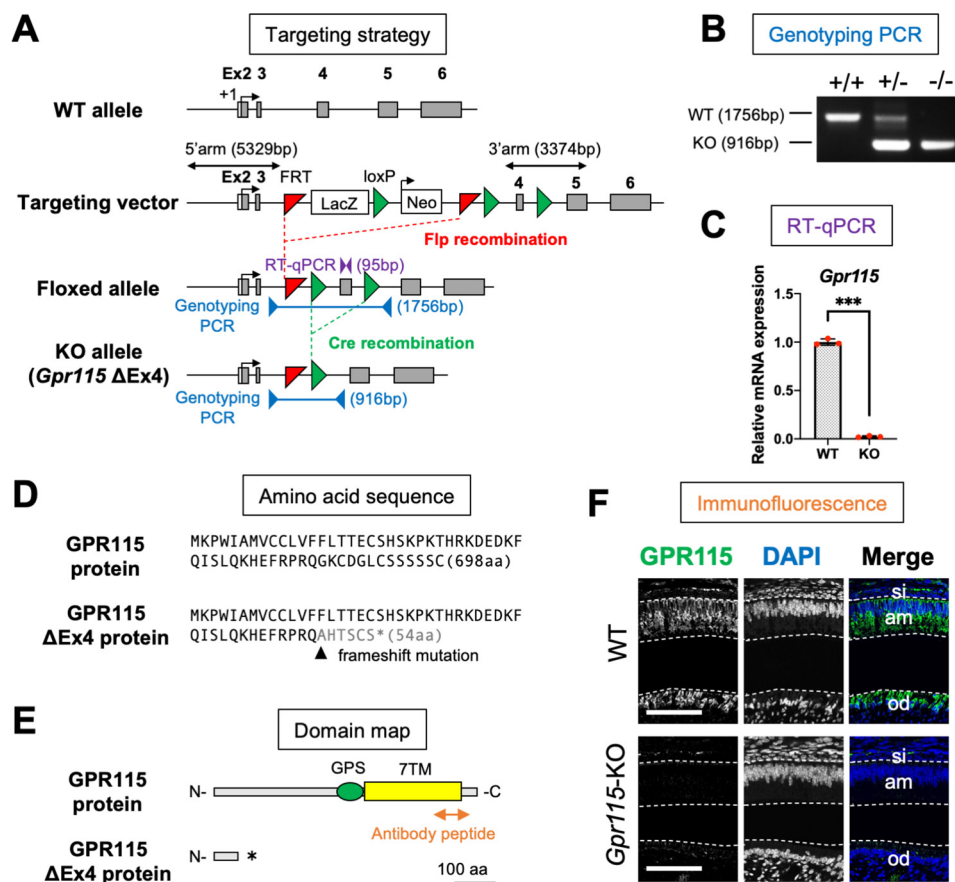 A
Targeting strategy
Ex2 3 4 5 6
+1
WT allele
5'arm (5329bp) 3'arm (3374bp)
Ex2 3 FRT loxP 4 5 6
Targeting vector
LacZ Neo
Flp recombination
RT-qPCR (95bp)
Floxed allele
Genotyping PCR (1756bp)
Cre recombination
KO allele
(Gpr115 ΔEx4)
Genotyping PCR (916bp)
B
Genotyping PCR
+/+ +/- -/-
WT (1756bp)
KO (916bp)
C
RT-qPCR
Gpr115
Relative mRNA expression
1.5
1.0
0.5
0.0
***
WT KO
D
Amino acid sequence
GPR115 protein
MKPWIAMVCCLVFFLTTECSHSKPKTHRKDEDKF
QISLQKHEFRPRQGKCDGLCSSSSSC(698aa)
GPR115 ΔEx4 protein
MKPWIAMVCCLVFFLTTECSHSKPKTHRKDEDKF
QISLQKHEFRPRQAHTSCS*(54aa)
frameshift mutation
E
Domain map
GPS 7TM
GPR115 protein
N- -C
Antibody peptide
GPR115 ΔEx4 protein
N- *
100 aa
F
Immunofluorescence
GPR115 DAPI Merge
WT
si
am
od
Gpr115-KO
si
am
od